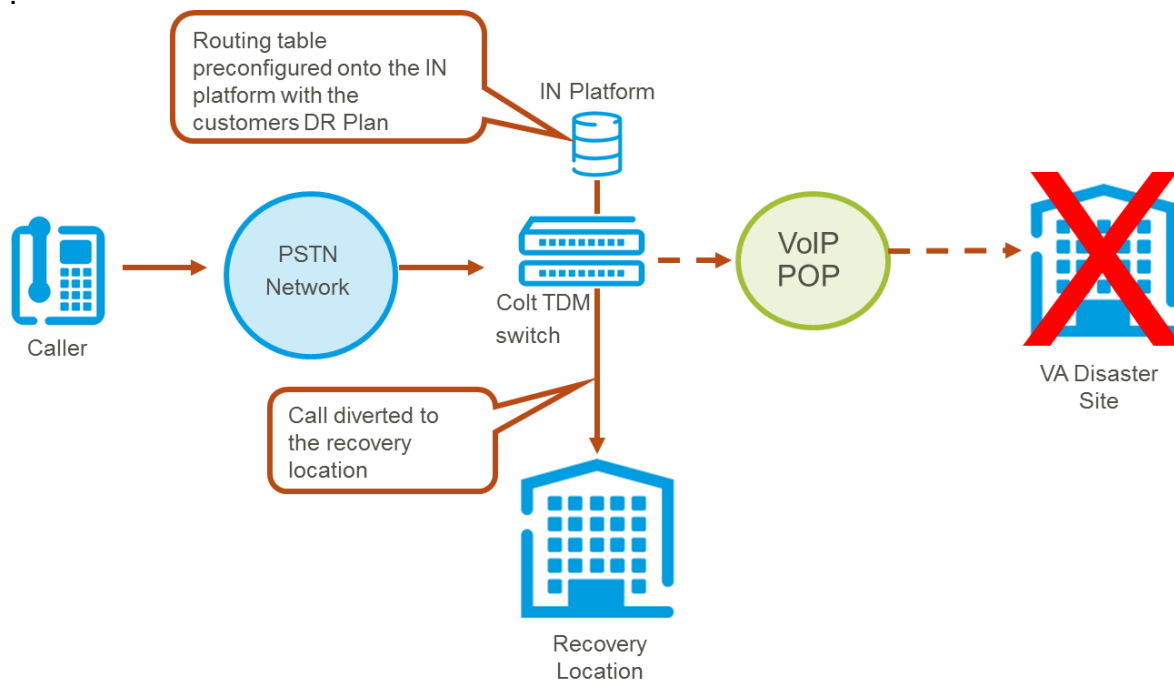 Routing table
preconfigured onto the IN
platform with the
customers DR Plan
IN Platform
PSTN
Network
VoIP
POP
Colt TDM
switch
Caller
VA Disaster
Site
Call diverted to
the recovery
location
Recovery
Location